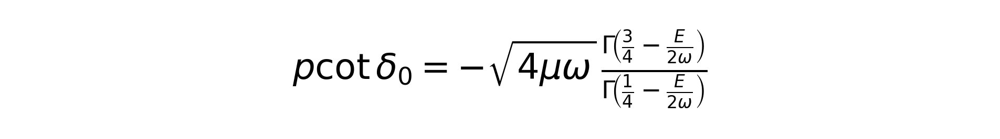 p cot δ₀ = −√(4μω) Γ(3/4 − E/2ω) / Γ(1/4 − E/2ω)